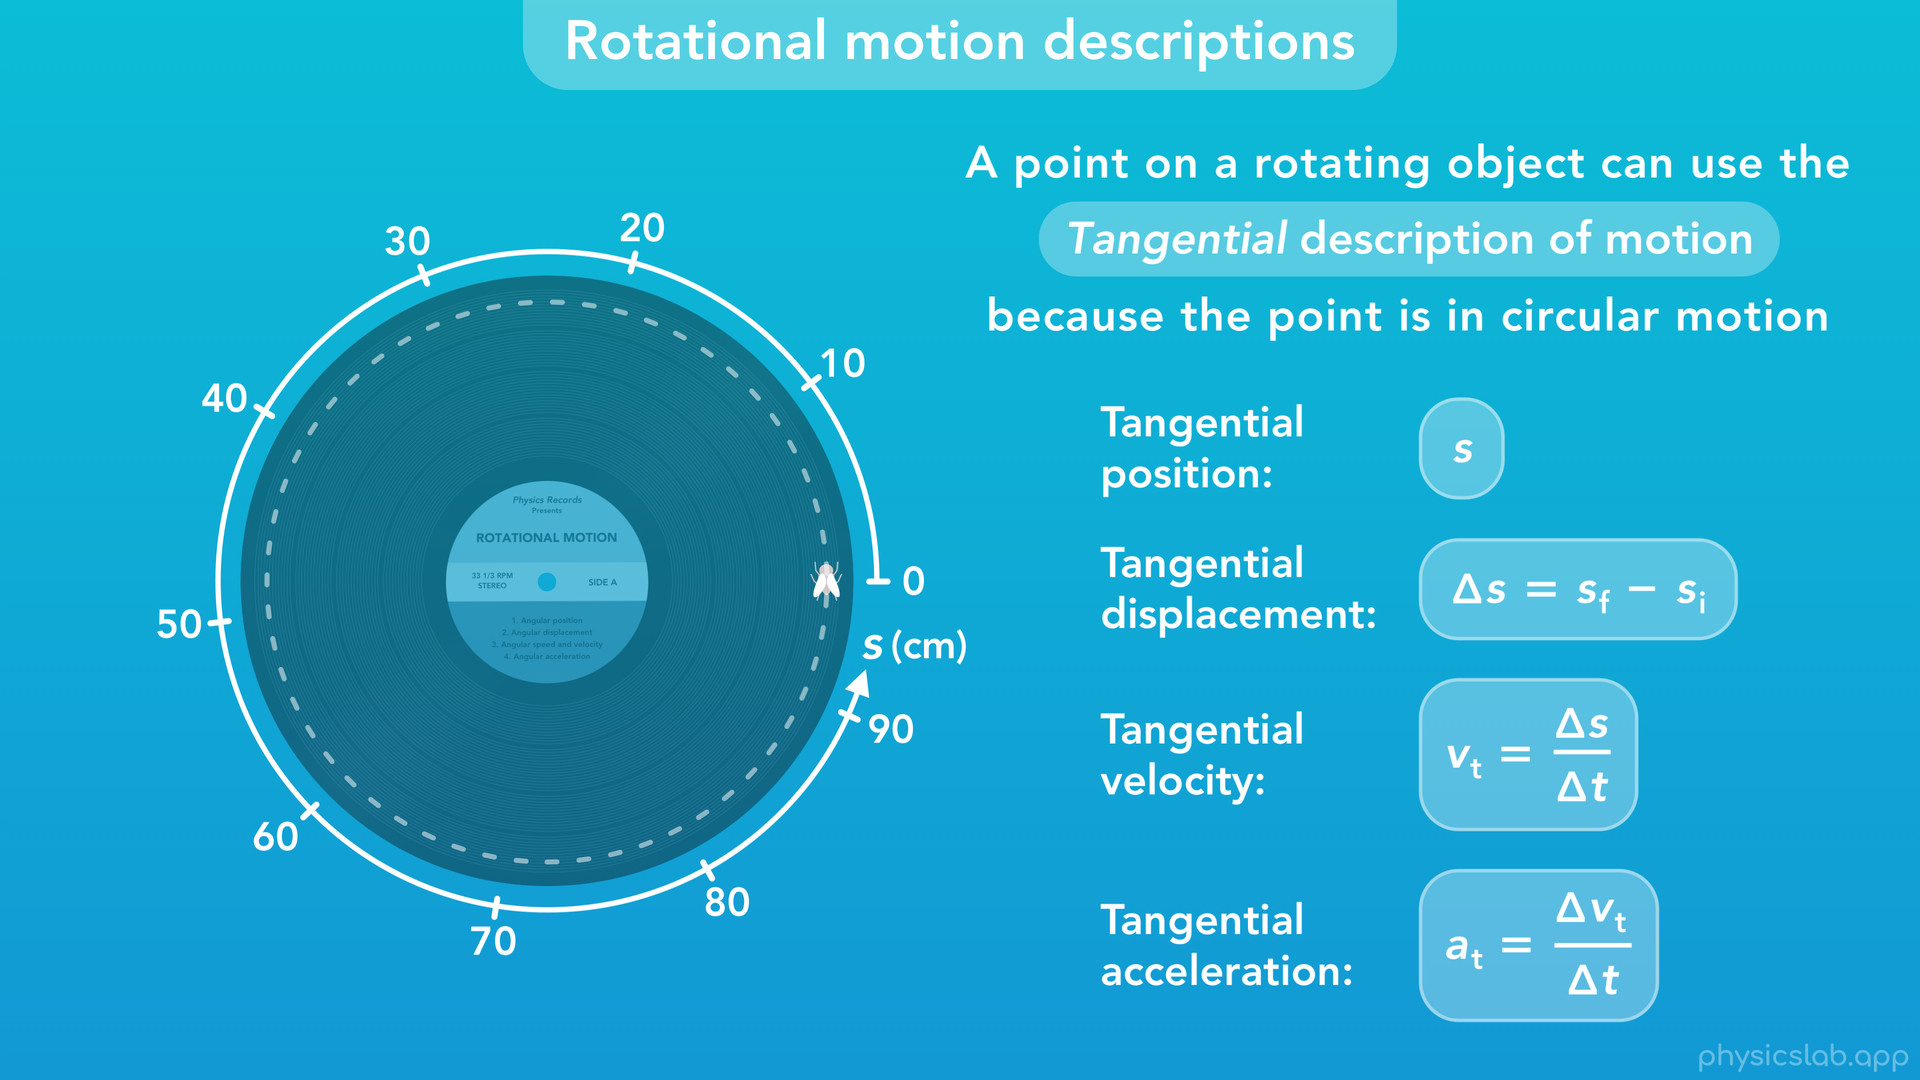 Rotational motion descriptions
A point on a rotating object can use the
Tangential description of motion
because the point is in circular motion
30
20
10
40
0
50
s (cm)
90
60
80
70
Physics Records
Presents
ROTATIONAL MOTION
33 1/3 RPM
STEREO
SIDE A
1. Angular position
2. Angular displacement
3. Angular speed and velocity
4. Angular acceleration
Tangential
position:
s
Tangential
displacement:
Δs = sf − si
Tangential
velocity:
vt = Δs/Δt
Tangential
acceleration:
at = Δvt/Δt
physicslab.app